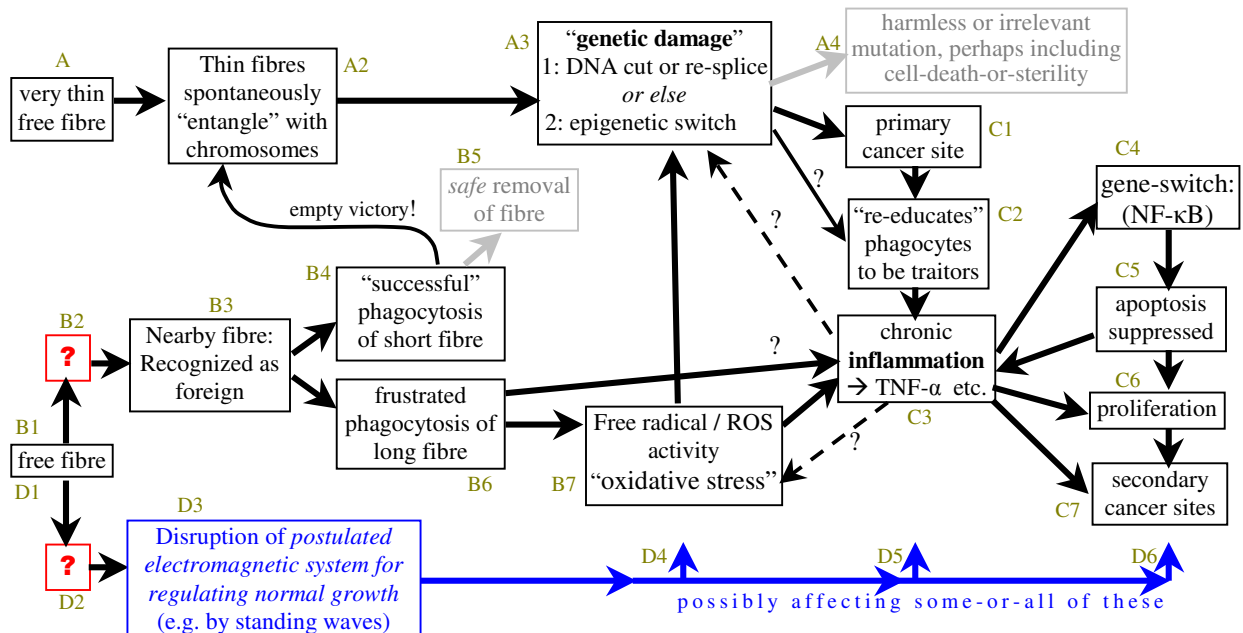 A
very thin
free fibre
Thin fibres
spontaneously
“entangle” with
chromosomes
A2
A3
“genetic damage”
1: DNA cut or re-splice
or else
2: epigenetic switch
A4
harmless or irrelevant
mutation, perhaps including
cell-death-or-sterility
B5
safe removal
of fibre
empty victory!
?
?
primary
cancer site
C1
“re-educates”
phagocytes
to be traitors
C2
C4
gene-switch:
(NF-κB)
C5
apoptosis
suppressed
C6
proliferation
C7
secondary
cancer sites
B4
“successful”
phagocytosis
of short fibre
B3
Nearby fibre:
Recognized as
foreign
B2
?
B1
free fibre
D1
?
D2
frustrated
phagocytosis of
long fibre
B6
?
chronic
inflammation
→ TNF-α etc.
C3
?
Free radical / ROS
activity
“oxidative stress”
B7
D3
Disruption of postulated
electromagnetic system for
regulating normal growth
(e.g. by standing waves)
D4
D5
D6
possibly affecting some-or-all of these